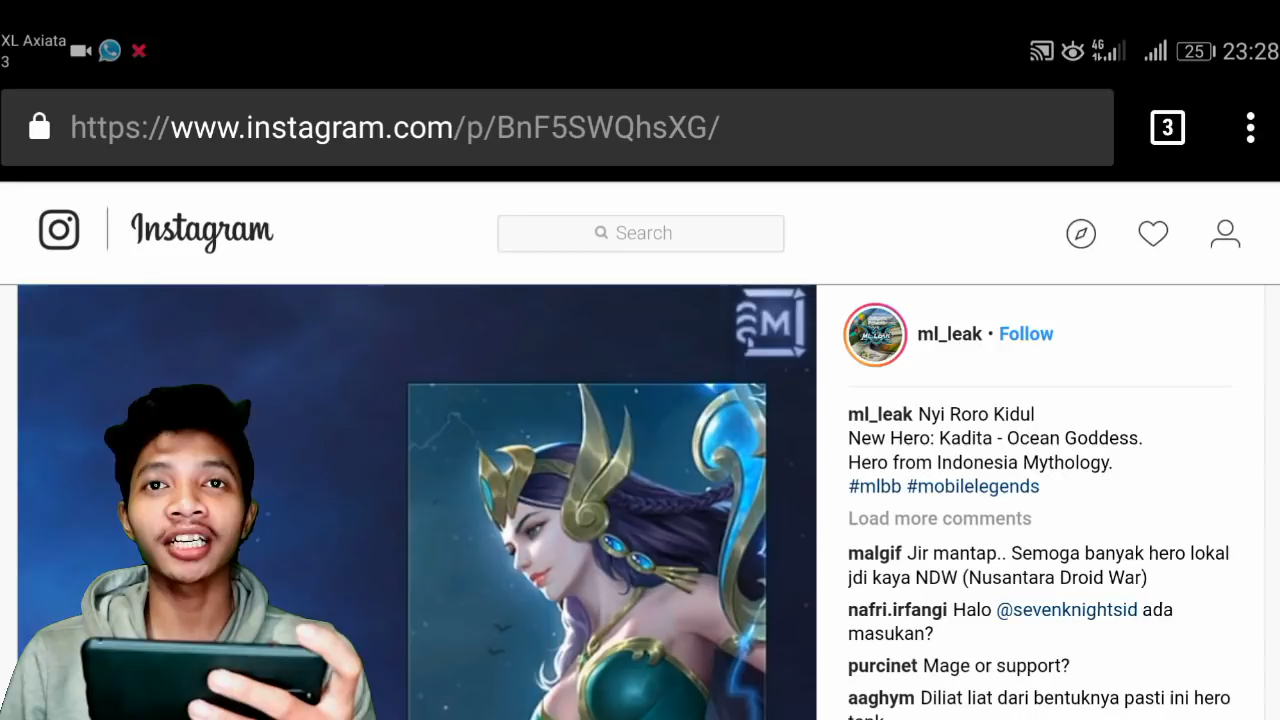 XL Axiata
3
4G
25
23:28
https://www.instagram.com/p/BnF5SWQhsXG/
3
Instagram
Search
M
ml_leak • Follow
ml_leak Nyi Roro Kidul
New Hero: Kadita - Ocean Goddess.
Hero from Indonesia Mythology.
#mlbb #mobilelegends
Load more comments
malgif Jir mantap.. Semoga banyak hero lokal
jdi kaya NDW (Nusantara Droid War)
nafri.irfangi Halo @sevenknightsid ada
masukan?
purcinet Mage or support?
aaghym Diliat liat dari bentuknya pasti ini hero